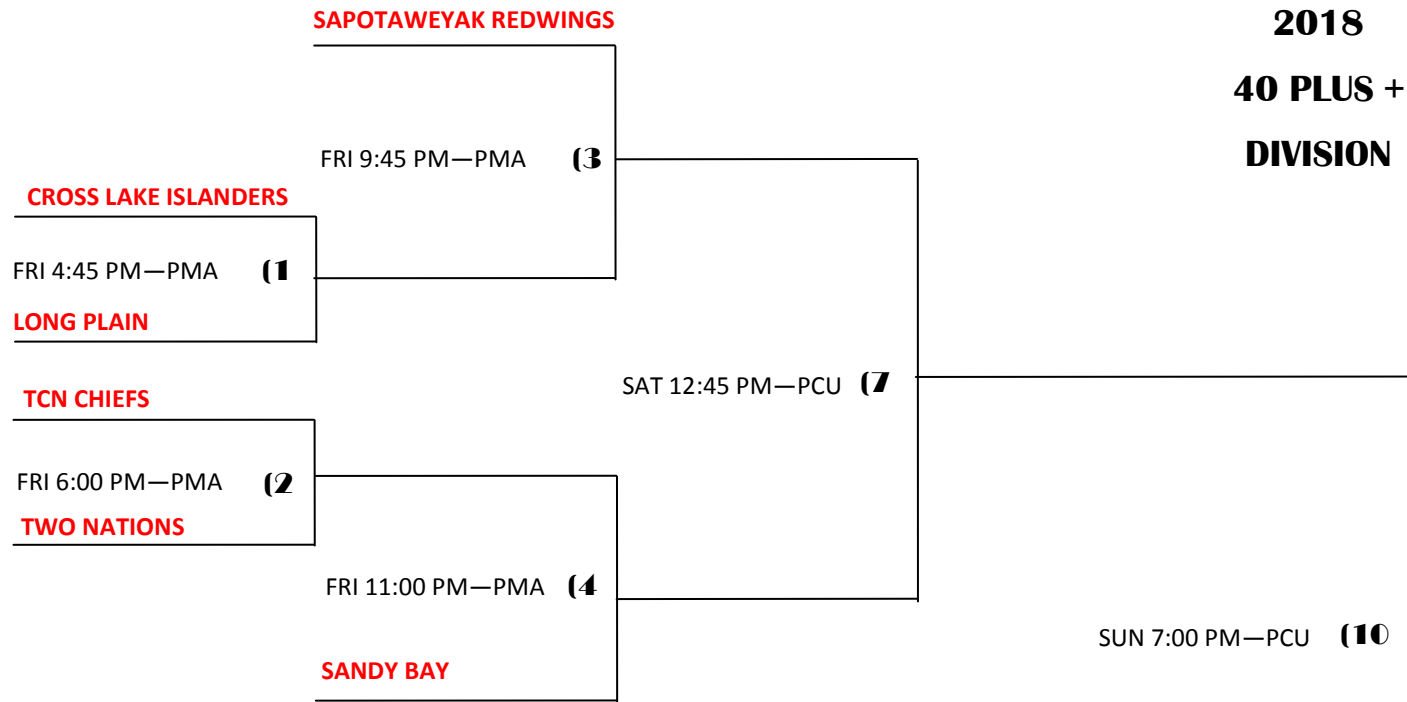 SAPOTAWEYAK REDWINGS
2018
40 PLUS +
DIVISION
FRI 9:45 PM—PMA (3
CROSS LAKE ISLANDERS
FRI 4:45 PM—PMA (1
LONG PLAIN
SAT 12:45 PM—PCU (7
TCN CHIEFS
FRI 6:00 PM—PMA (2
TWO NATIONS
FRI 11:00 PM—PMA (4
SUN 7:00 PM—PCU (10
SANDY BAY